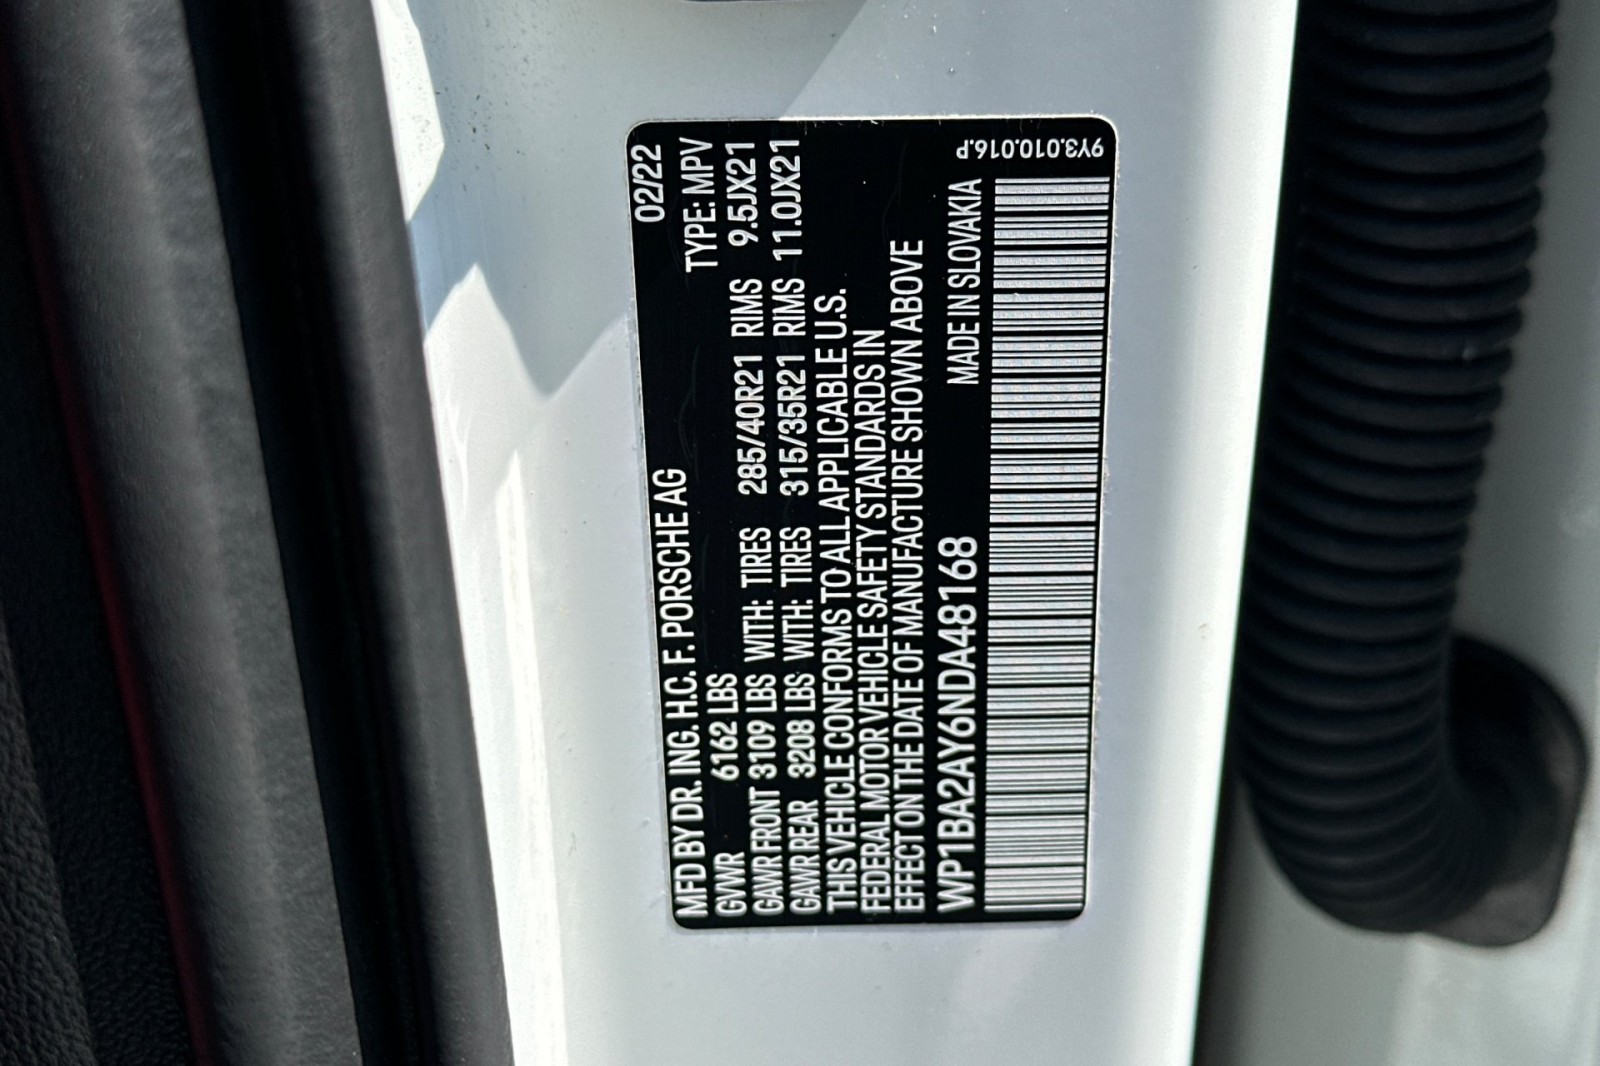 02/22
MFD BY DR. ING. H.C. F. PORSCHE AG
TYPE: MPV
GVWR 6162 LBS
GAWR FRONT 3109 LBS WITH: TIRES 285/40R21 RIMS 9.5JX21
GAWR REAR 3208 LBS WITH: TIRES 315/35R21 RIMS 11.0JX21
THIS VEHICLE CONFORMS TO ALL APPLICABLE U.S.
FEDERAL MOTOR VEHICLE SAFETY STANDARDS IN
EFFECT ON THE DATE OF MANUFACTURE SHOWN ABOVE
WP1BA2AY6NDA48168 MADE IN SLOVAKIA
9Y3.010.016.P